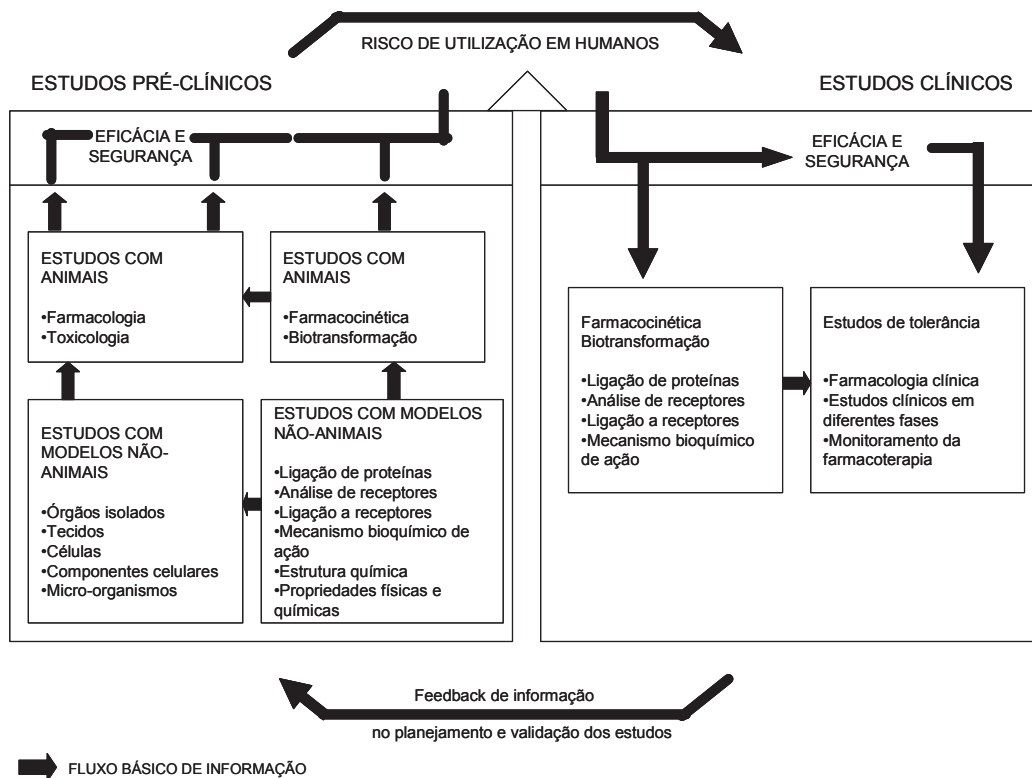 RISCO DE UTILIZAÇÃO EM HUMANOS
ESTUDOS PRÉ-CLÍNICOS
ESTUDOS CLÍNICOS
EFICÁCIA E
SEGURANÇA
EFICÁCIA E
SEGURANÇA
ESTUDOS COM
ANIMAIS
•Farmacologia
•Toxicologia
ESTUDOS COM
ANIMAIS
•Farmacocinética
•Biotransformação
ESTUDOS COM
MODELOS NÃO-
ANIMAIS
•Órgãos isolados
•Tecidos
•Células
•Componentes celulares
•Micro-organismos
ESTUDOS COM MODELOS
NÃO-ANIMAIS
•Ligação de proteínas
•Análise de receptores
•Ligação a receptores
•Mecanismo bioquímico de
ação
•Estrutura química
•Propriedades físicas e
químicas
Farmacocinética
Biotransformação
•Ligação de proteínas
•Análise de receptores
•Ligação a receptores
•Mecanismo bioquímico
de ação
Estudos de tolerância
•Farmacologia clínica
•Estudos clínicos em
diferentes fases
•Monitoramento da
farmacoterapia
Feedback de informação
no planejamento e validação dos estudos
FLUXO BÁSICO DE INFORMAÇÃO